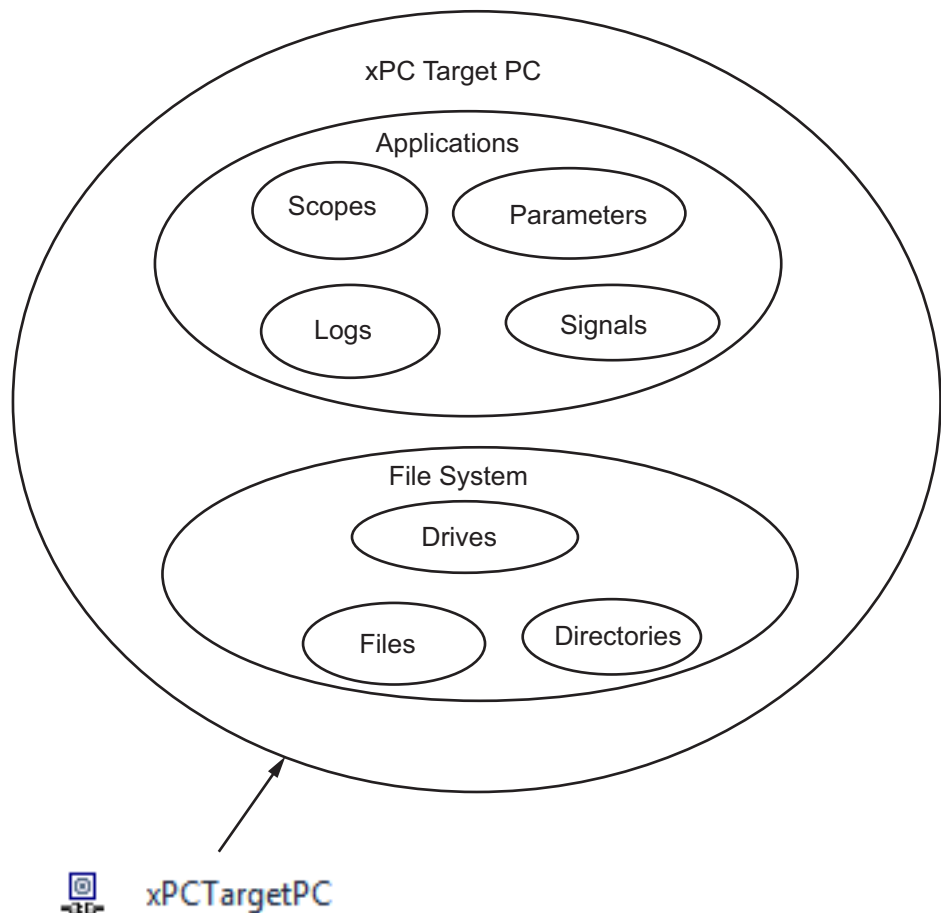 xPC Target PC
Applications
Scopes
Parameters
Logs
Signals
File System
Drives
Files
Directories
xPCTargetPC